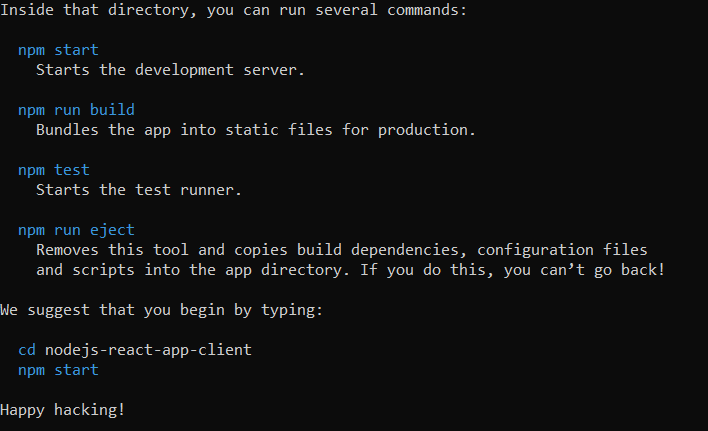 Inside that directory, you can run several commands:
npm start
Starts the development server.
npm run build
Bundles the app into static files for production.
npm test
Starts the test runner.
npm run eject
Removes this tool and copies build dependencies, configuration files
and scripts into the app directory. If you do this, you can’t go back!
We suggest that you begin by typing:
cd nodejs-react-app-client
npm start
Happy hacking!